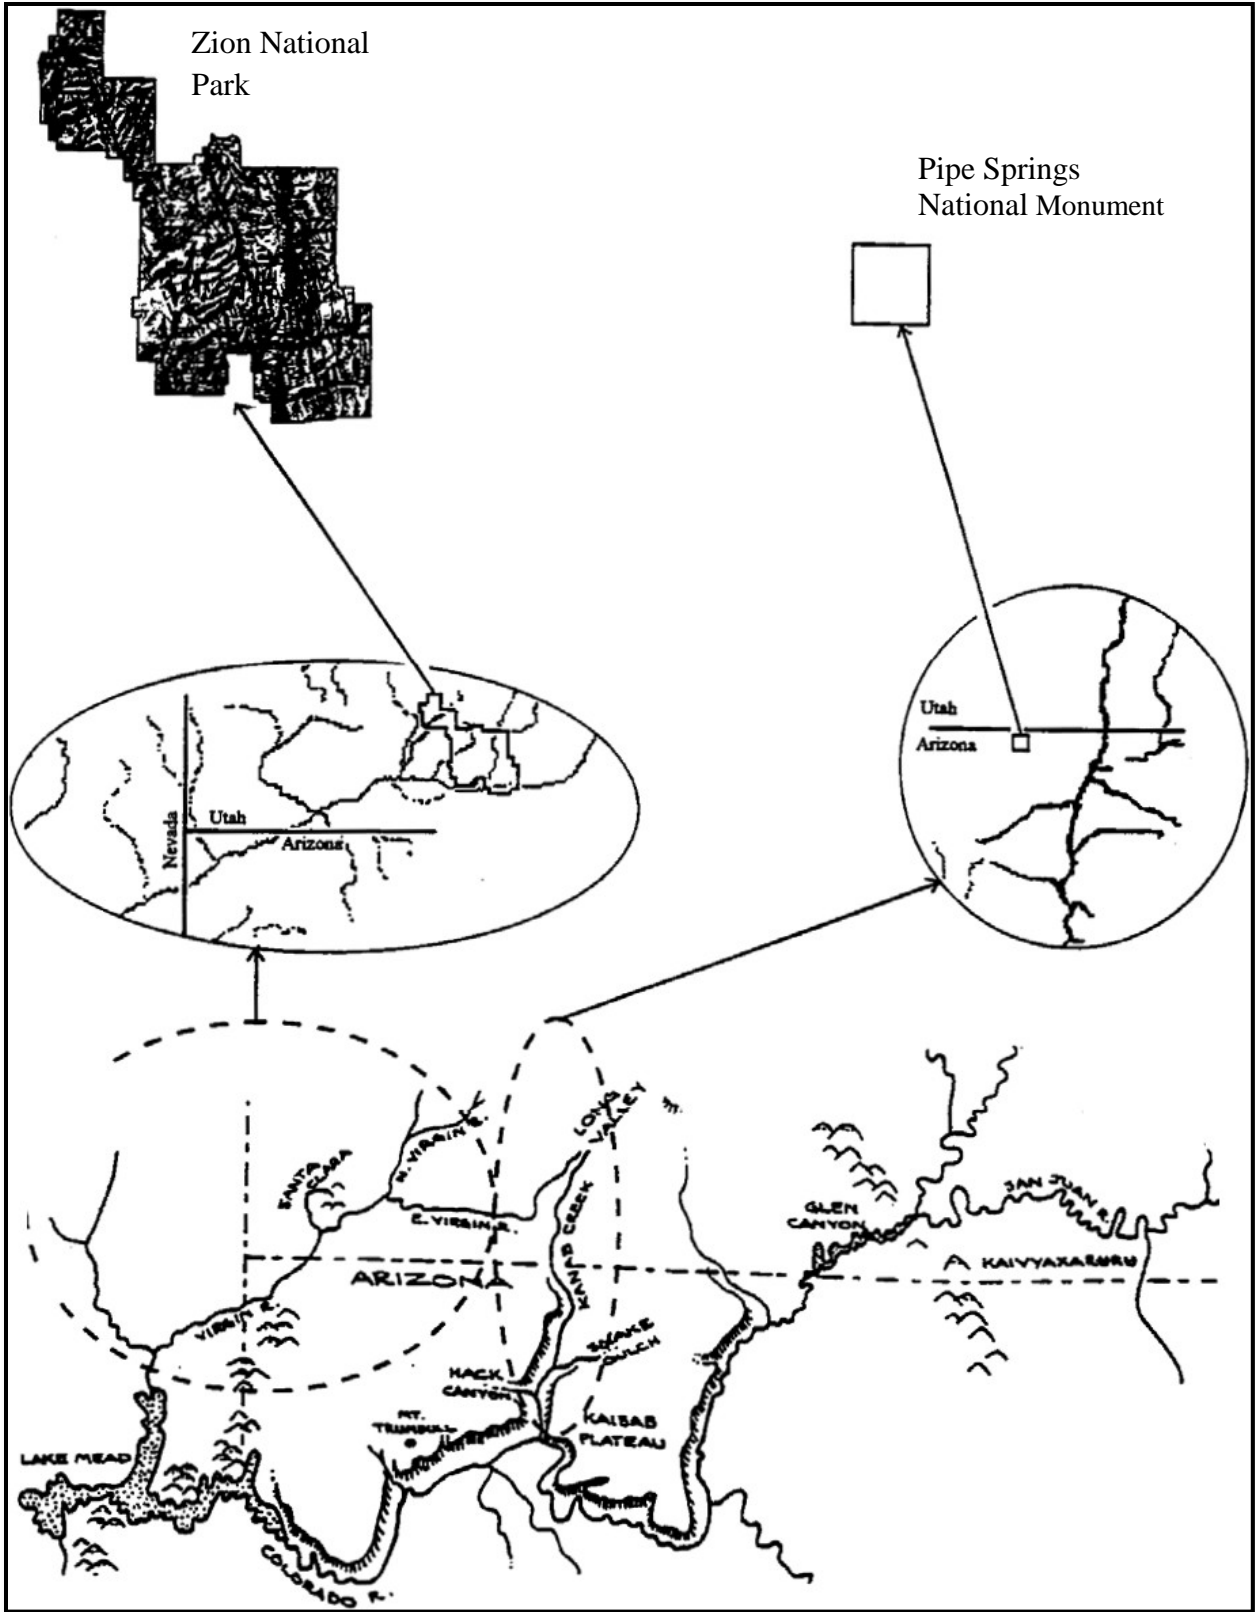 Zion National
Park
Pipe Springs
National Monument
Utah
Arizona
Nevada
Utah
Arizona
LONG
VALLEY
N. VIRGIN R.
SANTA
CLARA
E. VIRGIN R.
KANAB CREEK
GLEN
CANYON
SAN JUAN R.
KAIVYAXARURU
ARIZONA
VIRGIN R.
GULCH
HACK
CANYON
MT.
TRUMBULL
KAIBAB
PLATEAU
LAKE MEAD
COLORADO R.